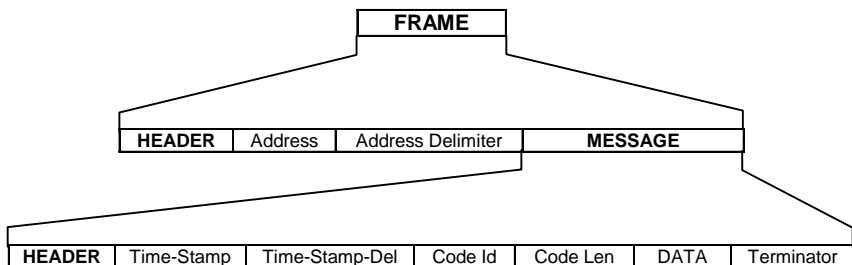 FRAME
HEADER Address Address Delimiter MESSAGE
HEADER Time-Stamp Time-Stamp-Del Code Id Code Len DATA Terminator